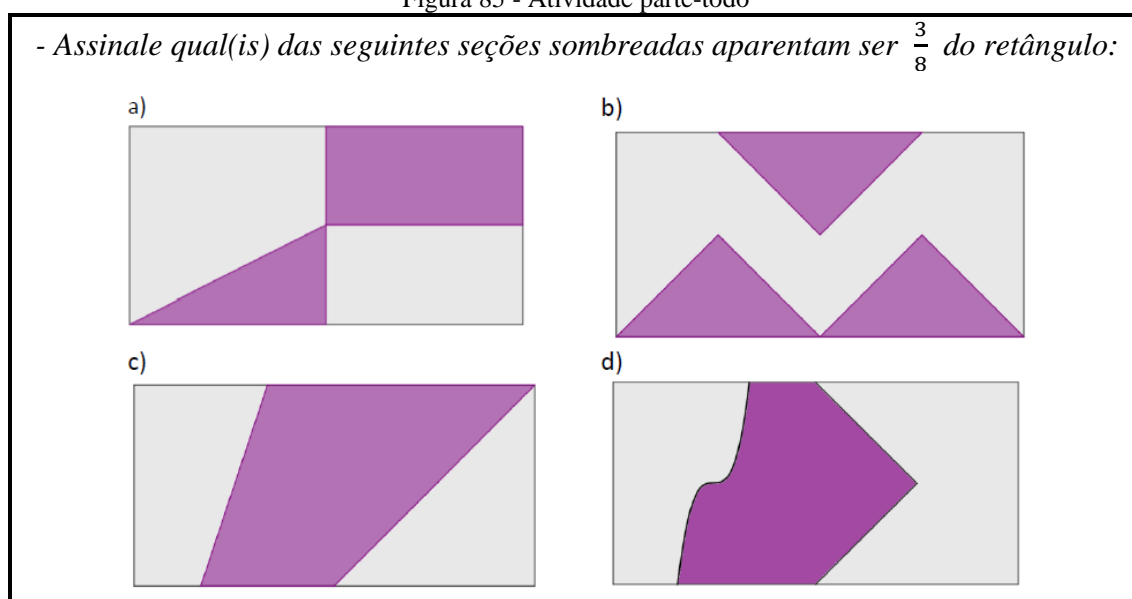 Figura 85 - Atividade parte-todo
- Assinale qual(is) das seguintes seções sombreadas aparentam ser 3/8 do retângulo:
a)
b)
c)
d)